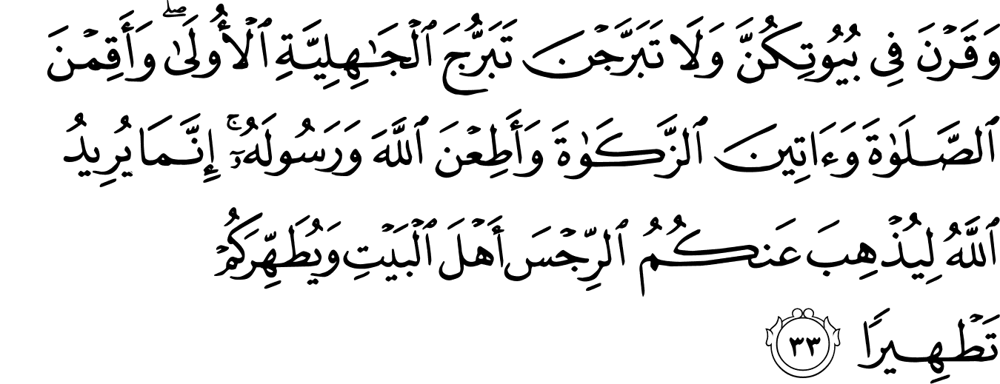 وَقَرۡنَ فِي بُيُوتِكُنَّ وَلَا تَبَرَّجۡنَ تَبَرُّجَ ٱلۡجَٰهِلِيَّةِ ٱلۡأُولَىٰۖ وَأَقِمۡنَ
ٱلصَّلَوٰةَ وَءَاتِينَ ٱلزَّكَوٰةَ وَأَطِعۡنَ ٱللَّهَ وَرَسُولَهُۥٓۚ إِنَّمَا يُرِيدُ
ٱللَّهُ لِيُذۡهِبَ عَنكُمُ ٱلرِّجۡسَ أَهۡلَ ٱلۡبَيۡتِ وَيُطَهِّرَكُمۡ
تَطۡهِيرٗا ٣٣